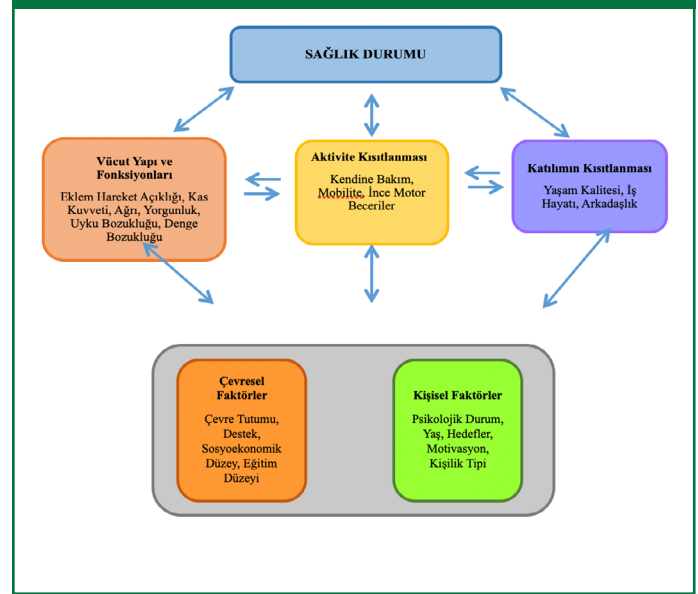 SAĞLIK DURUMU
Vücut Yapı ve
Fonksiyonları
Eklem Hareket Açıklığı, Kas
Kuvveti, Ağrı, Yorgunluk,
Uyku Bozukluğu, Denge
Bozukluğu
Aktivite Kısıtlanması
Kendine Bakım,
Mobilite, İnce Motor
Beceriler
Katılımın Kısıtlanması
Yaşam Kalitesi, İş
Hayatı, Arkadaşlık
Çevresel
Faktörler
Çevre Tutumu,
Destek,
Sosyoekonomik
Düzey, Eğitim
Düzeyi
Kişisel Faktörler
Psikolojik Durum,
Yaş, Hedefler,
Motivasyon,
Kişilik Tipi